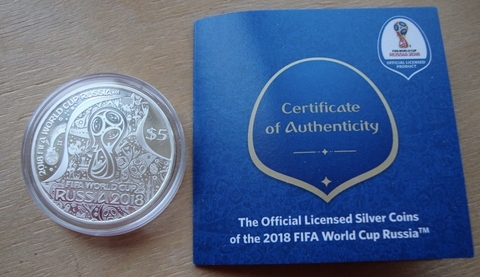 2018 FIFA WORLD CUP RUSSIA
$5
FIFA WORLD CUP
RUSSIA 2018
FIFA WORLD CUP
RUSSIA 2018
OFFICIAL LICENSED
PRODUCT
Certificate
of Authenticity
The Official Licensed Silver Coins
of the 2018 FIFA World Cup Russia™